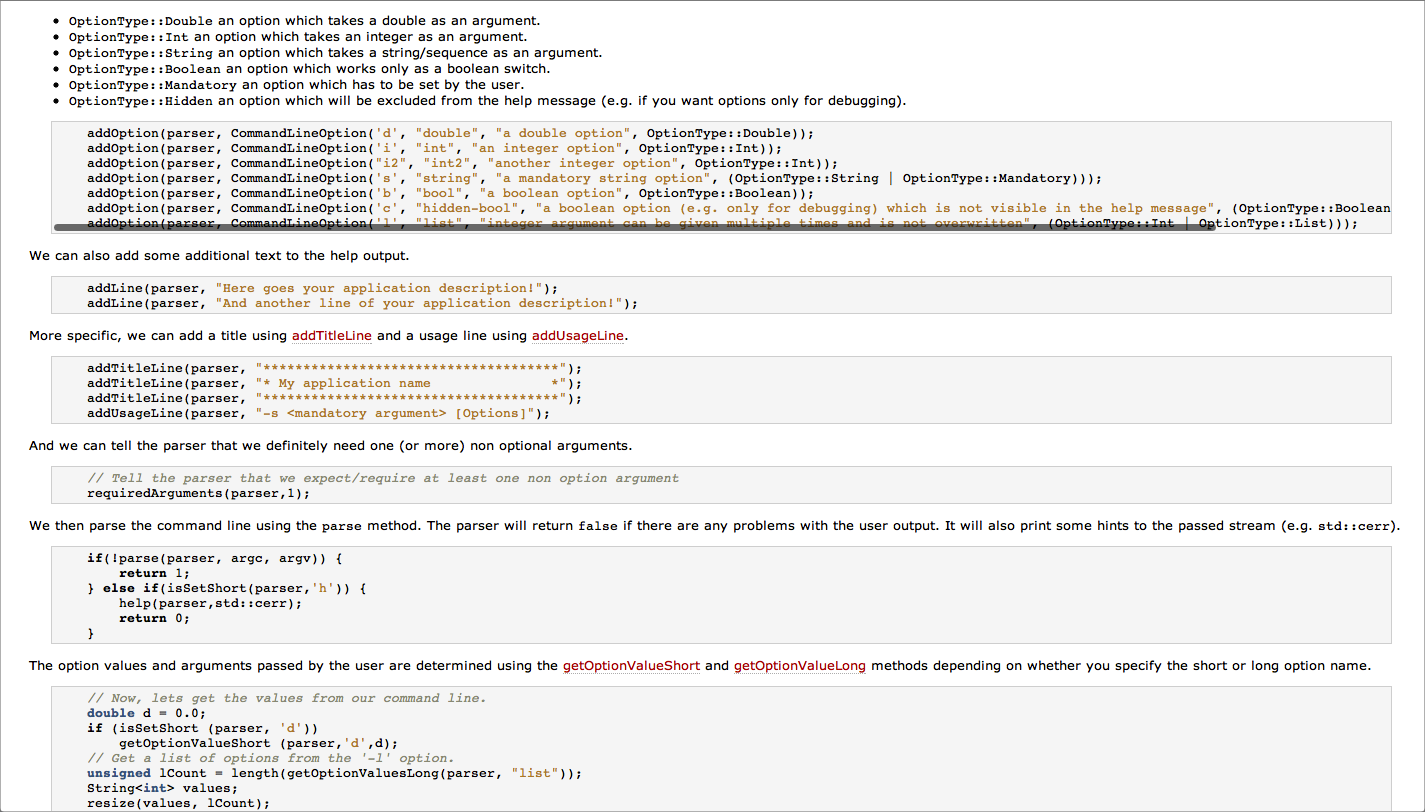 • OptionType::Double an option which takes a double as an argument.
• OptionType::Int an option which takes an integer as an argument.
• OptionType::String an option which takes a string/sequence as an argument.
• OptionType::Boolean an option which works only as a boolean switch.
• OptionType::Mandatory an option which has to be set by the user.
• OptionType::Hidden an option which will be excluded from the help message (e.g. if you want options only for debugging).
addOption(parser, CommandLineOption('d', "double", "a double option", OptionType::Double));
addOption(parser, CommandLineOption('i', "int", "an integer option", OptionType::Int));
addOption(parser, CommandLineOption("i2", "int2", "another integer option", OptionType::Int));
addOption(parser, CommandLineOption('s', "string", "a mandatory string option", (OptionType::String | OptionType::Mandatory)));
addOption(parser, CommandLineOption('b', "bool", "a boolean option", OptionType::Boolean));
addOption(parser, CommandLineOption('c', "hidden-bool", "a boolean option (e.g. only for debugging) which is not visible in the help message", (OptionType::Boolean
addOption(parser, CommandLineOption('l', "list", "integer argument can be given multiple times and is not overwritten", (OptionType::Int | OptionType::List)));
We can also add some additional text to the help output.
addLine(parser, "Here goes your application description!");
addLine(parser, "And another line of your application description!");
More specific, we can add a title using addTitleLine and a usage line using addUsageLine.
addTitleLine(parser, "*************************************");
addTitleLine(parser, "* My application name               *");
addTitleLine(parser, "*************************************");
addUsageLine(parser, "-s <mandatory argument> [Options]");
And we can tell the parser that we definitely need one (or more) non optional arguments.
// Tell the parser that we expect/require at least one non option argument
requiredArguments(parser,1);
We then parse the command line using the parse method. The parser will return false if there are any problems with the user output. It will also print some hints to the passed stream (e.g. std::cerr).
if(!parse(parser, argc, argv)) {
    return 1;
} else if(isSetShort(parser,'h')) {
    help(parser,std::cerr);
    return 0;
}
The option values and arguments passed by the user are determined using the getOptionValueShort and getOptionValueLong methods depending on whether you specify the short or long option name.
// Now, lets get the values from our command line.
double d = 0.0;
if (isSetShort (parser, 'd'))
    getOptionValueShort (parser,'d',d);
// Get a list of options from the '-l' option.
unsigned lCount = length(getOptionValuesLong(parser, "list"));
String<int> values;
resize(values, lCount);